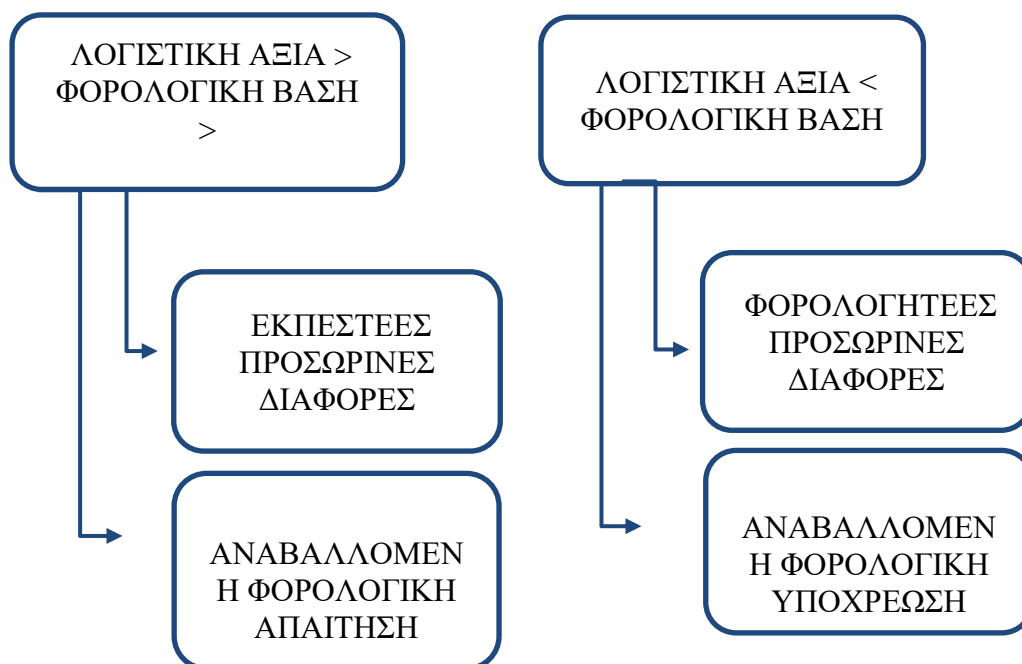 ΛΟΓΙΣΤΙΚΗ ΑΞΙΑ >
ΦΟΡΟΛΟΓΙΚΗ ΒΑΣΗ
>
ΕΚΠΕΣΤΕΕΣ
ΠΡΟΣΩΡΙΝΕΣ
ΔΙΑΦΟΡΕΣ
ΑΝΑΒΑΛΛΟΜΕΝ
Η ΦΟΡΟΛΟΓΙΚΗ
ΑΠΑΙΤΗΣΗ
ΛΟΓΙΣΤΙΚΗ ΑΞΙΑ <
ΦΟΡΟΛΟΓΙΚΗ ΒΑΣΗ
ΦΟΡΟΛΟΓΗΤΕΕΣ
ΠΡΟΣΩΡΙΝΕΣ
ΔΙΑΦΟΡΕΣ
ΑΝΑΒΑΛΛΟΜΕΝ
Η ΦΟΡΟΛΟΓΙΚΗ
ΥΠΟΧΡΕΩΣΗ